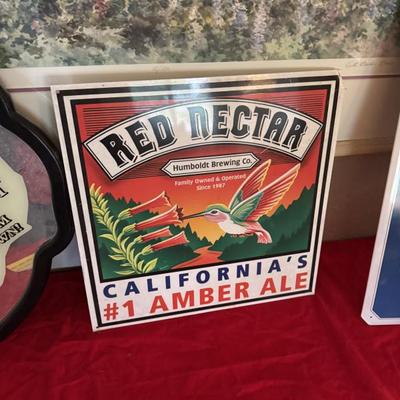 RED NECTAR
Humboldt Brewing Co.
Family Owned & Operated
Since 1987
CALIFORNIA'S
#1 AMBER ALE